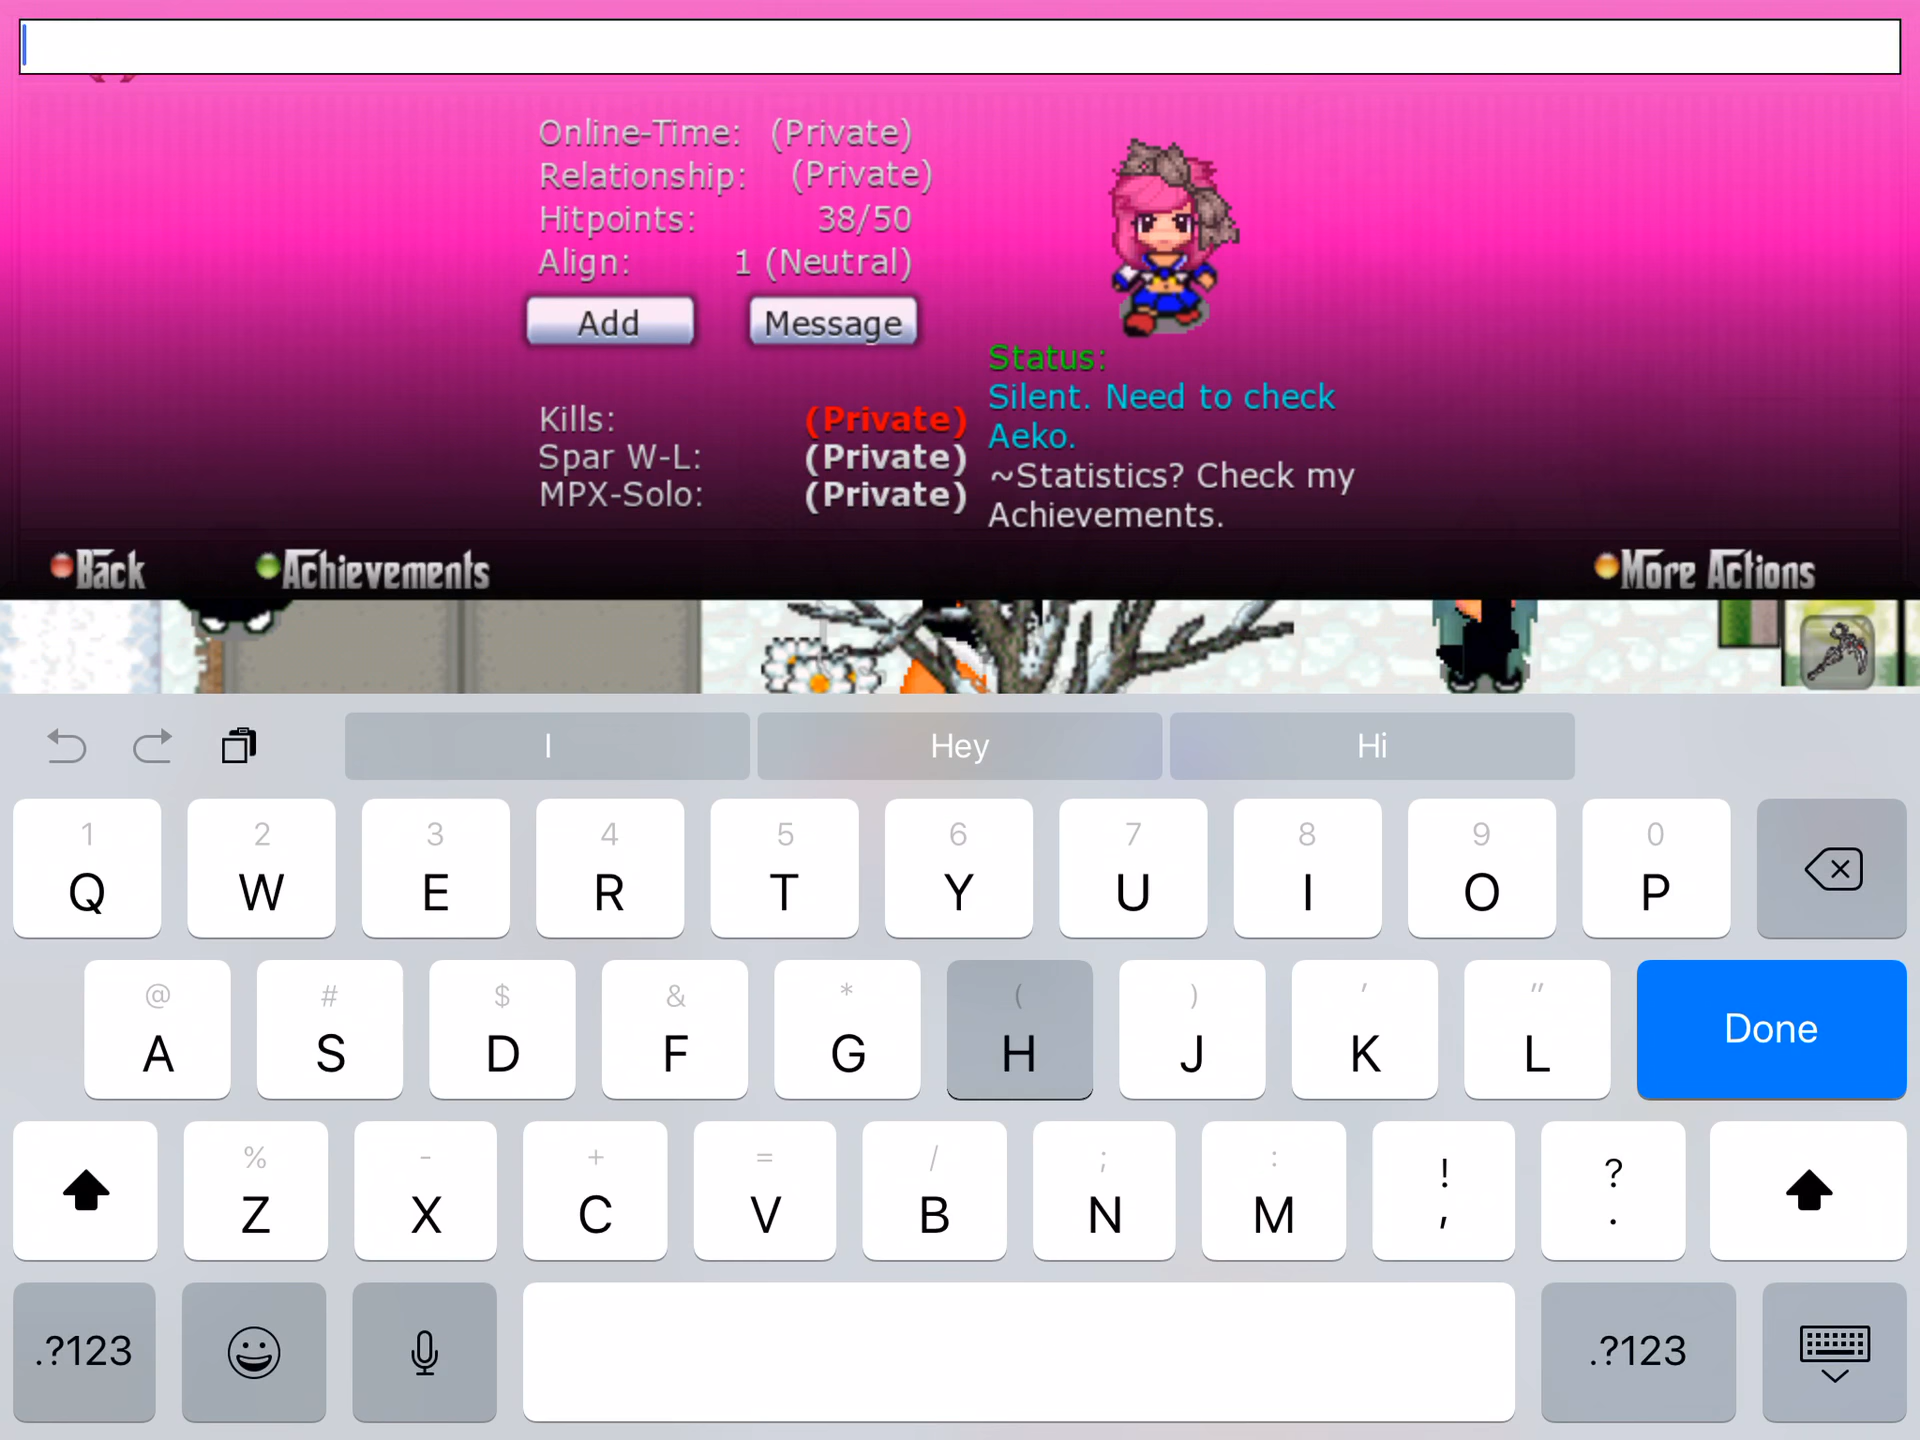 Online-Time: (Private)
Relationship: (Private)
Hitpoints: 38/50
Align: 1 (Neutral)
Add Message
Status:
Silent. Need to check
Aeko.
~Statistics? Check my
Achievements.
Kills: (Private)
Spar W-L: (Private)
MPX-Solo: (Private)
Back Achievements More Actions
I Hey Hi
1 2 3 4 5 6 7 8 9 0
Q W E R T Y U I O P
@ # $ & * ( ) ' "
A S D F G H J K L Done
% - + = / ; : ! ?
Z X C V B N M , .
.?123 .?123